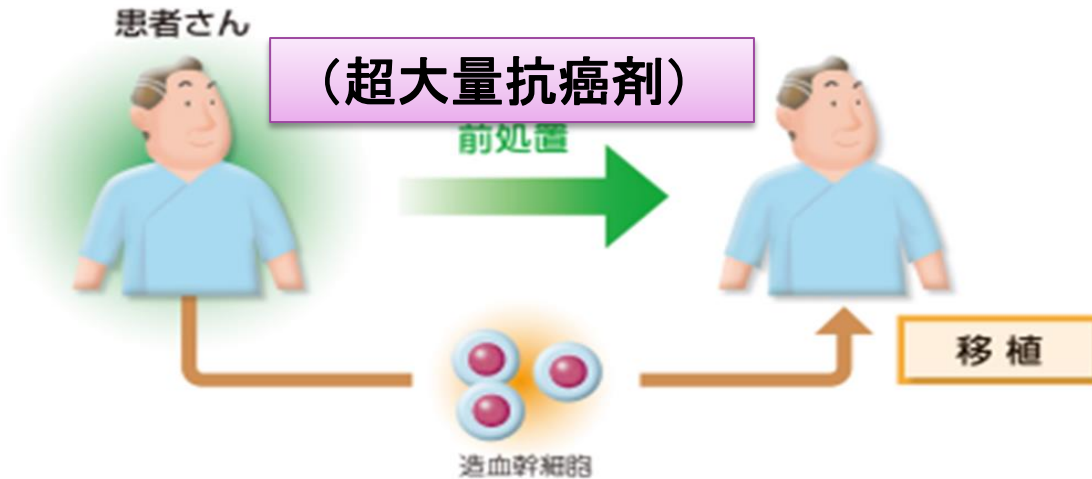 患者さん
（超大量抗癌剤）
前処置
移植
造血幹細胞